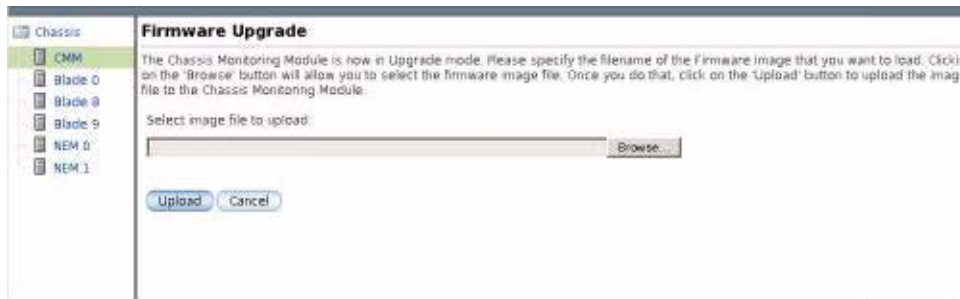 Chassis
CMM
Blade 0
Blade 8
Blade 9
NEM 0
NEM 1
Firmware Upgrade
The Chassis Monitoring Module is now in Upgrade mode. Please specify the filename of the Firmware Image that you want to load. Clicki
on the 'Browse' button will allow you to select the firmware image file. Once you do that, click on the 'Upload' button to upload the imag
file to the Chassis Monitoring Module.
Select image file to upload:
Browse...
Upload
Cancel